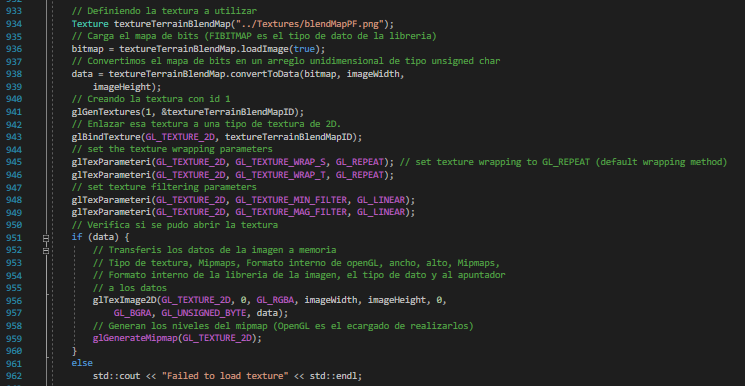 933 // Definiendo la textura a utilizar
934 Texture textureTerrainBlendMap("../Textures/blendMapPF.png");
935 // Carga el mapa de bits (FIBITMAP es el tipo de dato de la libreria)
936 bitmap = textureTerrainBlendMap.loadImage(true);
937 // Convertimos el mapa de bits en un arreglo unidimensional de tipo unsigned char
938 data = textureTerrainBlendMap.convertToData(bitmap, imageWidth,
939 imageHeight);
940 // Creando la textura con id 1
941 glGenTextures(1, &textureTerrainBlendMapID);
942 // Enlazar esa textura a una tipo de textura de 2D.
943 glBindTexture(GL_TEXTURE_2D, textureTerrainBlendMapID);
944 // set the texture wrapping parameters
945 glTexParameteri(GL_TEXTURE_2D, GL_TEXTURE_WRAP_S, GL_REPEAT); // set texture wrapping to GL_REPEAT (default wrapping method)
946 glTexParameteri(GL_TEXTURE_2D, GL_TEXTURE_WRAP_T, GL_REPEAT);
947 // set texture filtering parameters
948 glTexParameteri(GL_TEXTURE_2D, GL_TEXTURE_MIN_FILTER, GL_LINEAR);
949 glTexParameteri(GL_TEXTURE_2D, GL_TEXTURE_MAG_FILTER, GL_LINEAR);
950 // Verifica si se pudo abrir la textura
951 if (data) {
952 // Transferis los datos de la imagen a memoria
953 // Tipo de textura, Mipmaps, Formato interno de openGL, ancho, alto, Mipmaps,
954 // Formato interno de la libreria de la imagen, el tipo de dato y al apuntador
955 // a los datos
956 glTexImage2D(GL_TEXTURE_2D, 0, GL_RGBA, imageWidth, imageHeight, 0,
957 GL_BGRA, GL_UNSIGNED_BYTE, data);
958 // Generan los niveles del mipmap (OpenGL es el ecargado de realizarlos)
959 glGenerateMipmap(GL_TEXTURE_2D);
960 }
961 else
962 std::cout << "Failed to load texture" << std::endl;